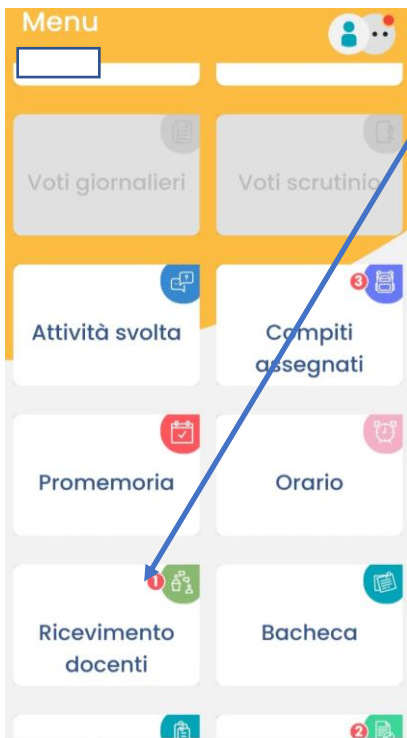 Menu
Voti giornalieri
Voti scrutinio
Attività svolta
3
Compiti
assegnati
Promemoria
Orario
1
Ricevimento
docenti
Bacheca
2